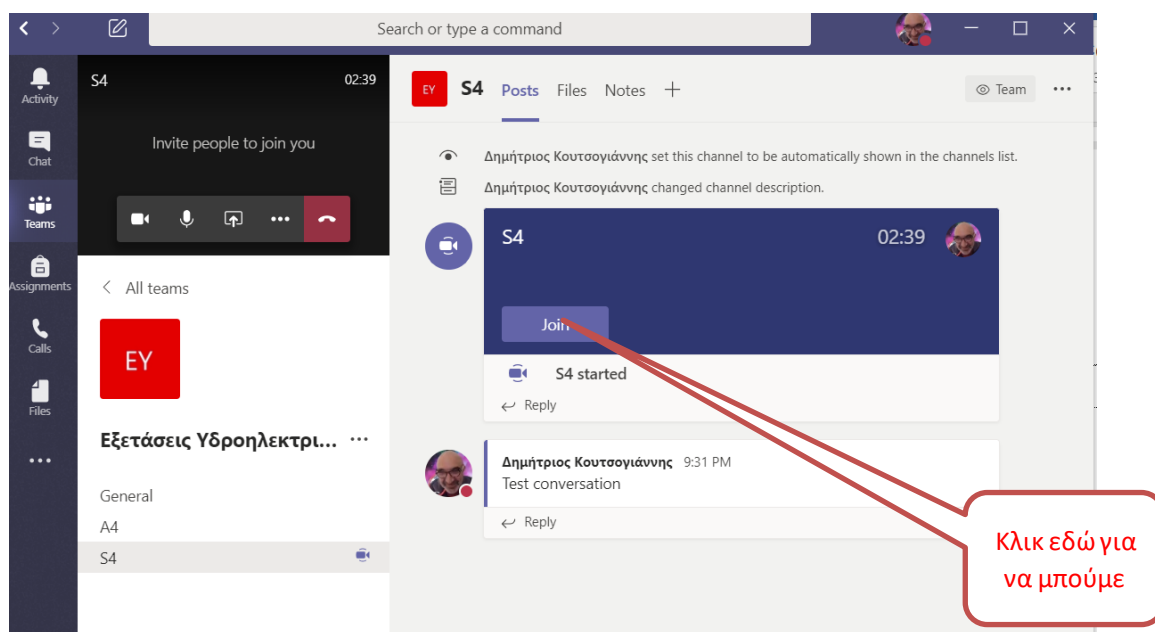 Search or type a command
Activity
Chat
Teams
Assignments
Calls
Files
S4
02:39
Invite people to join you
All teams
EY
Εξετάσεις Υδροηλεκτρι...
General
A4
S4
EY
S4
Posts
Files
Notes
Team
Δημήτριος Κουτσογιάννης set this channel to be automatically shown in the channels list.
Δημήτριος Κουτσογιάννης changed channel description.
S4
02:39
Join
S4 started
Reply
Δημήτριος Κουτσογιάννης 9:31 PM
Test conversation
Reply
Κλικ εδώ για
να μπούμε